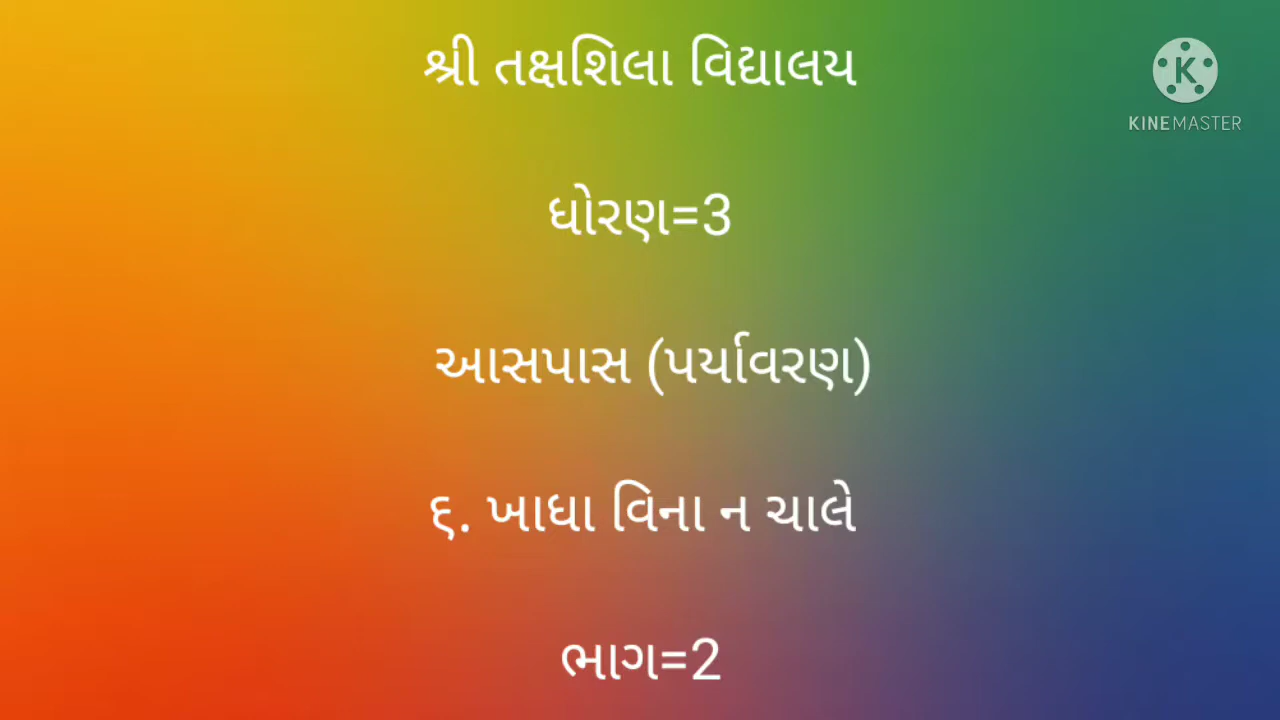 શ્રી તક્ષશિલા વિદ્યાલય
KINEMASTER
ધોરણ=3
આસપાસ (પર્યાવરણ)
૬. ખાધા વિના ન ચાલે
ભાગ=2